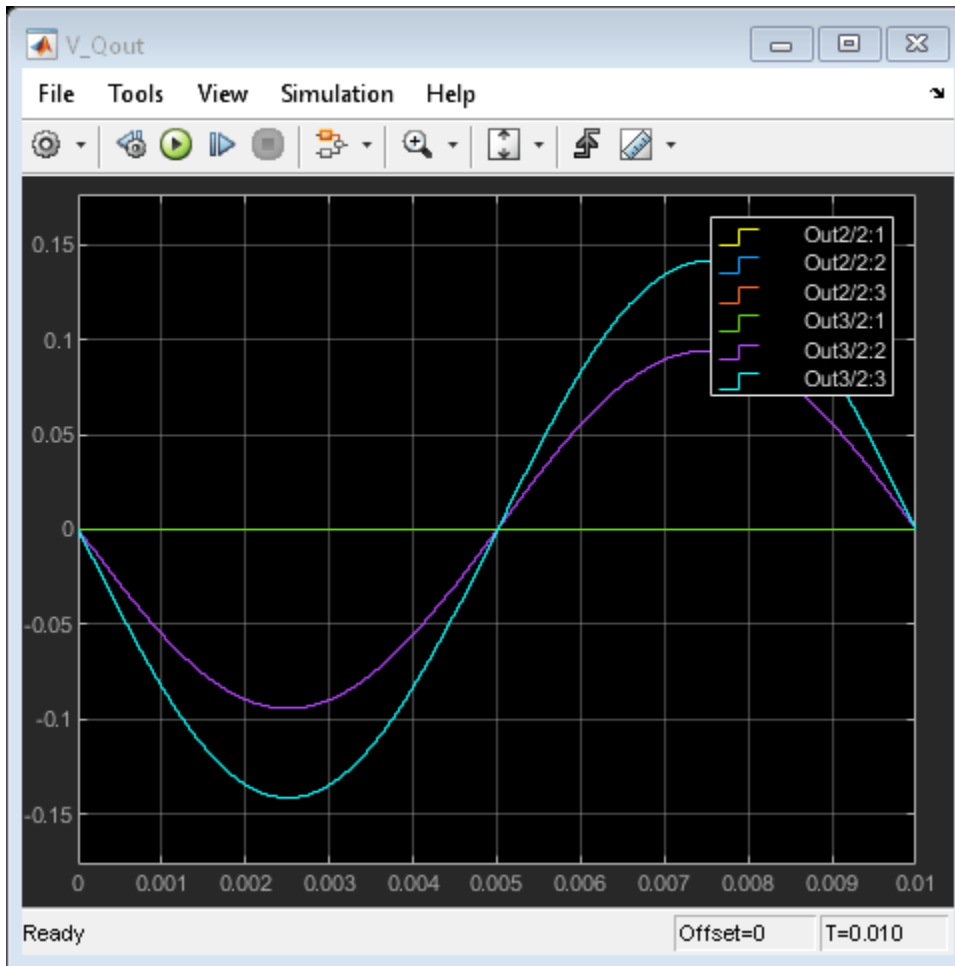 V_Qout
File Tools View Simulation Help
0.15
0.1
0.05
0
-0.05
-0.1
-0.15
Out2/2:1
Out2/2:2
Out2/2:3
Out3/2:1
Out3/2:2
Out3/2:3
0 0.001 0.002 0.003 0.004 0.005 0.006 0.007 0.008 0.009 0.01
Ready Offset=0 T=0.010